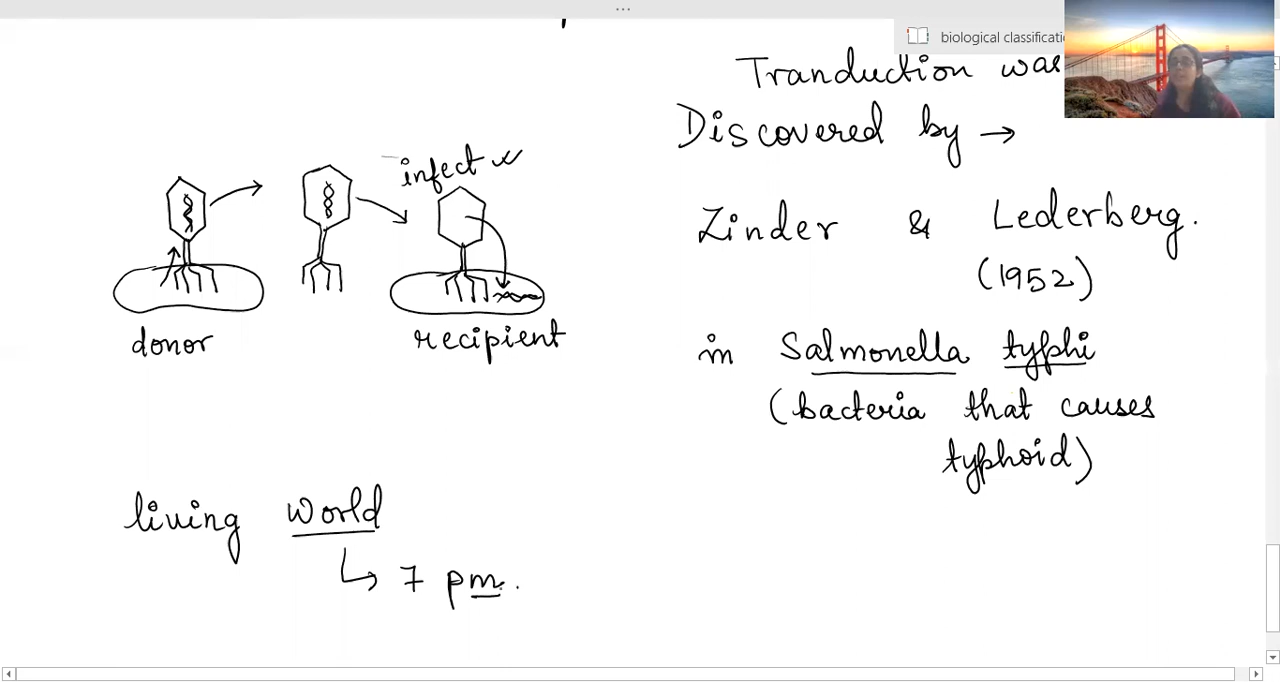 biological classificati
Tranduction was
Discovered by →
Zinder & Lederberg.
(1952)
in Salmonella typhi
(bacteria that causes
typhoid)
infect
donor
recipient
living world
↳ 7 pm.